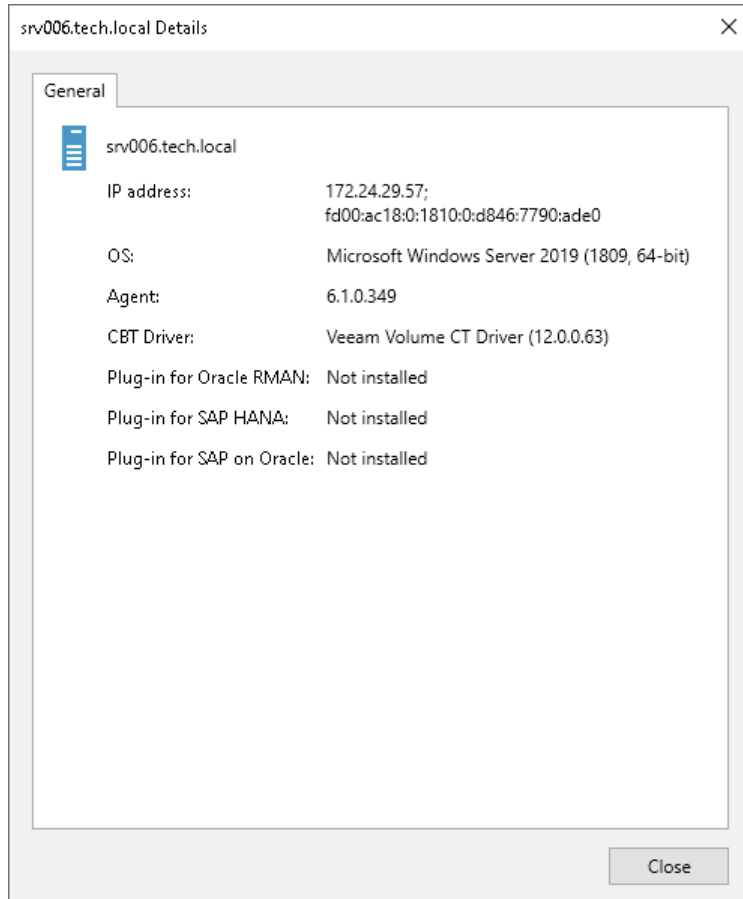 srv006.tech.local Details
General
srv006.tech.local
IP address: 172.24.29.57;
fd00:ac18:0:1810:0:d846:7790:ade0
OS: Microsoft Windows Server 2019 (1809, 64-bit)
Agent: 6.1.0.349
CBT Driver: Veeam Volume CT Driver (12.0.0.63)
Plug-in for Oracle RMAN: Not installed
Plug-in for SAP HANA: Not installed
Plug-in for SAP on Oracle: Not installed
Close